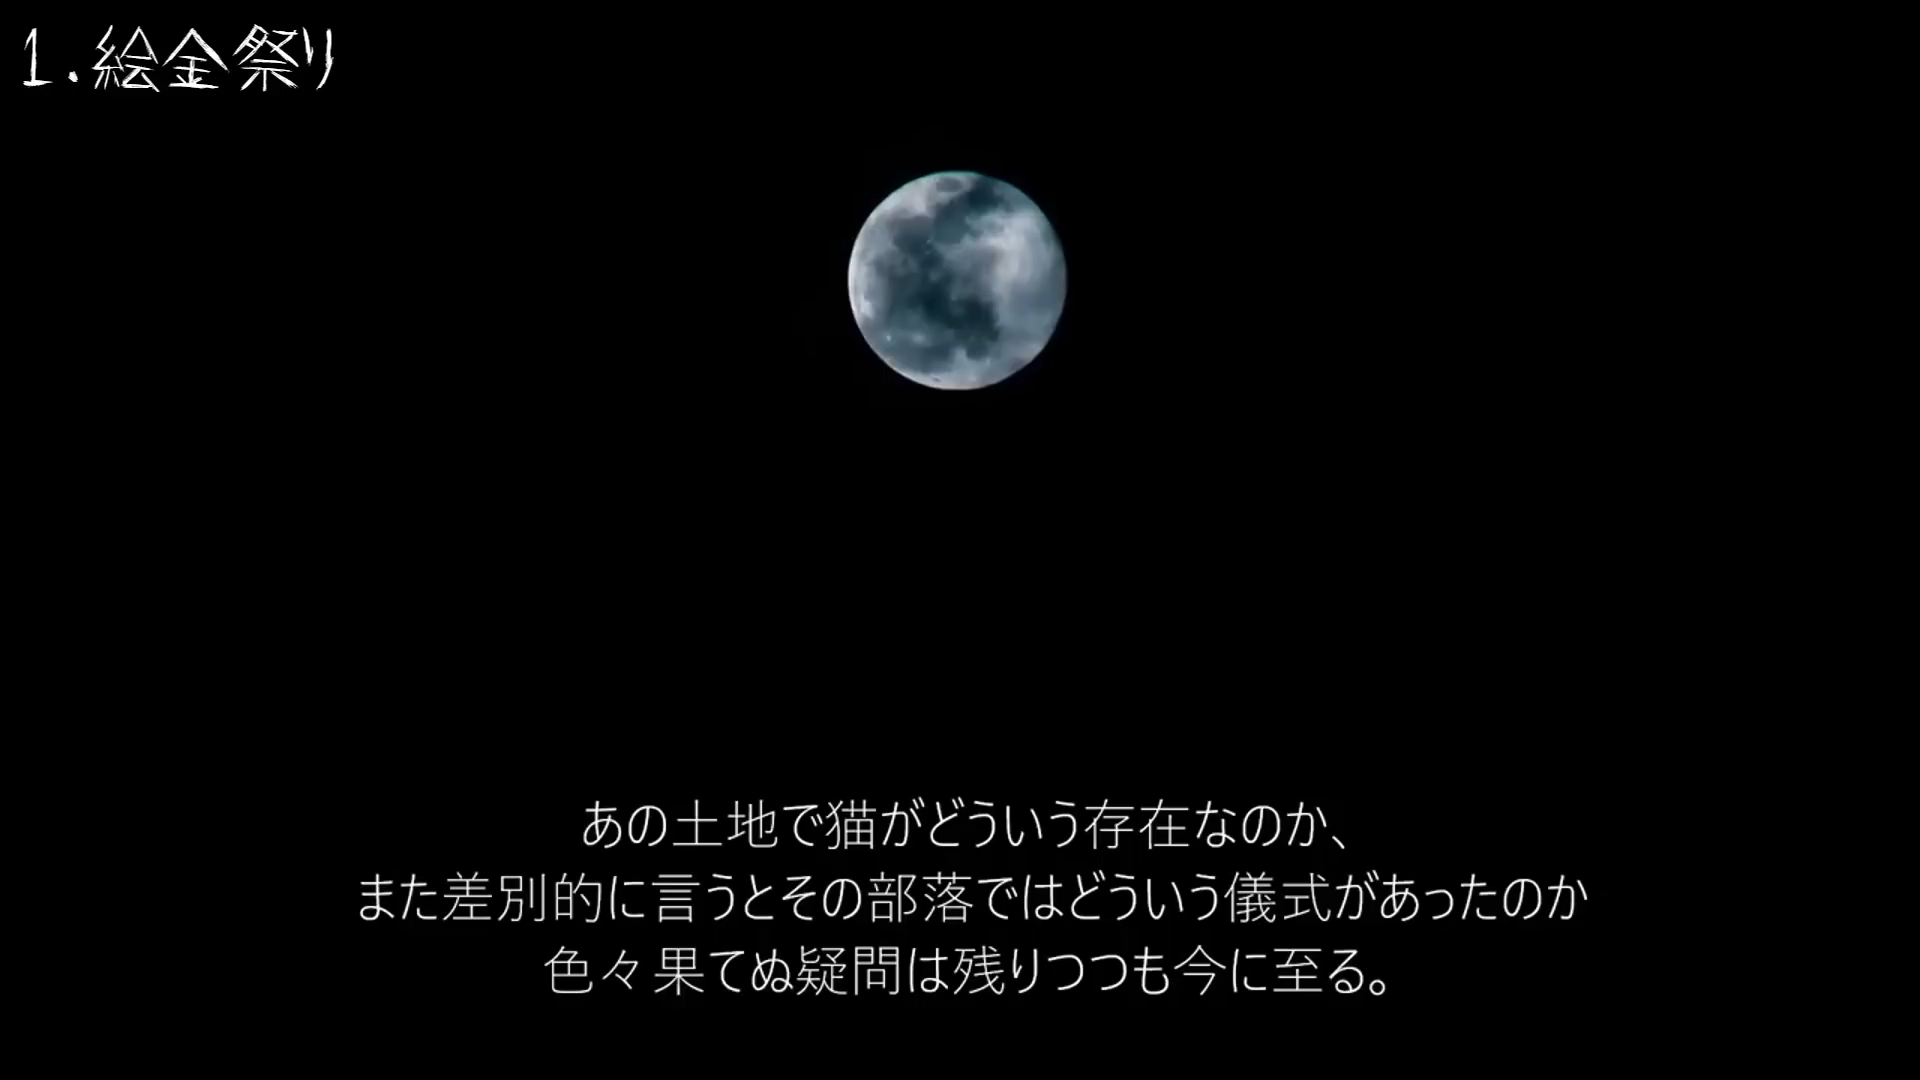 1.絵金祭り
あの土地で猫がどういう存在なのか、
また差別的に言うとその部落ではどういう儀式があったのか
色々果てぬ疑問は残りつつも今に至る。